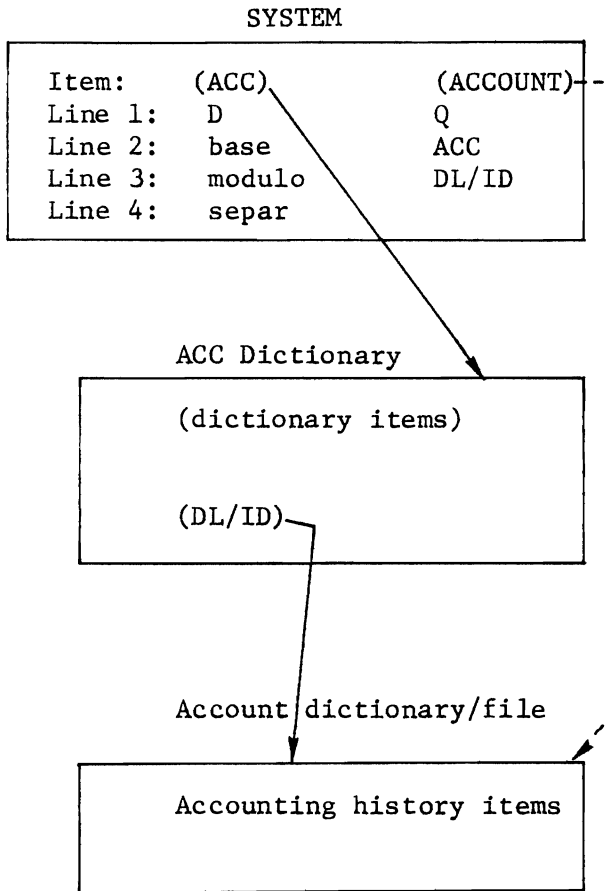 SYSTEM
Item: (ACC) (ACCOUNT)
Line 1: D Q
Line 2: base ACC
Line 3: modulo DL/ID
Line 4: separ
ACC Dictionary
(dictionary items)
(DL/ID)
Account dictionary/file
Accounting history items